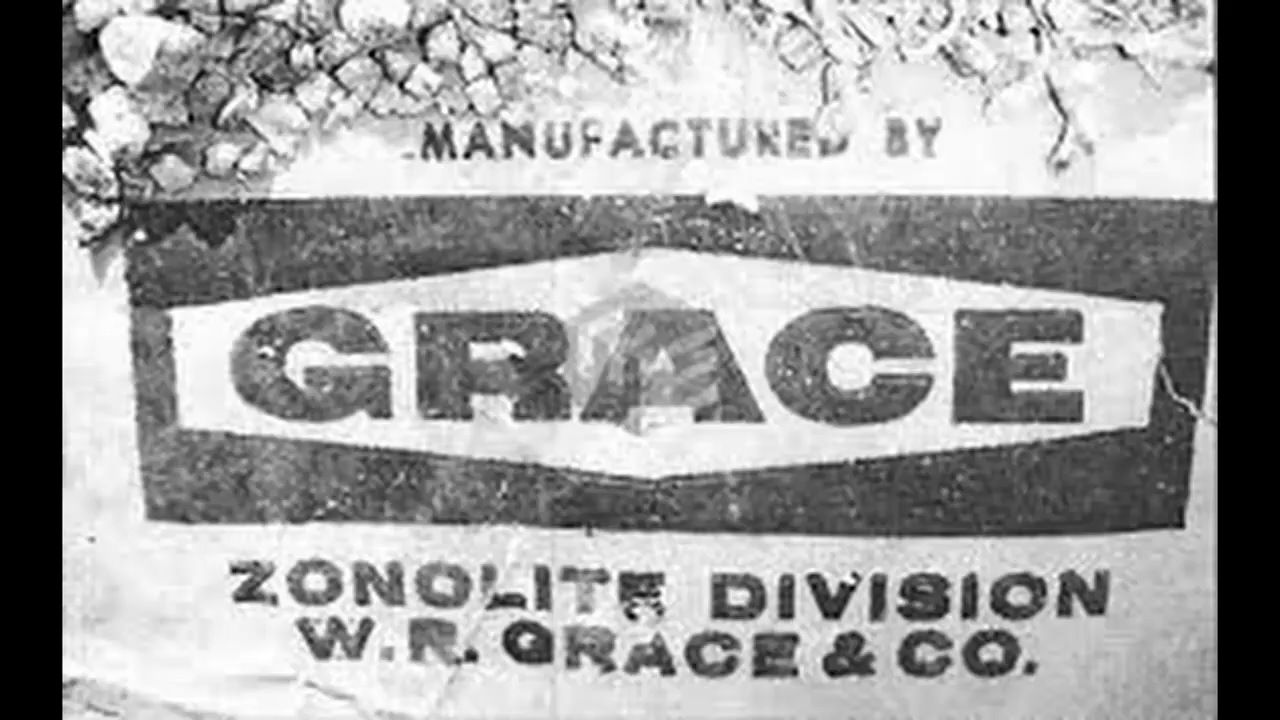 MANUFACTURED BY
GRACE
ZONOLITE DIVISION
W.R. GRACE & CO.